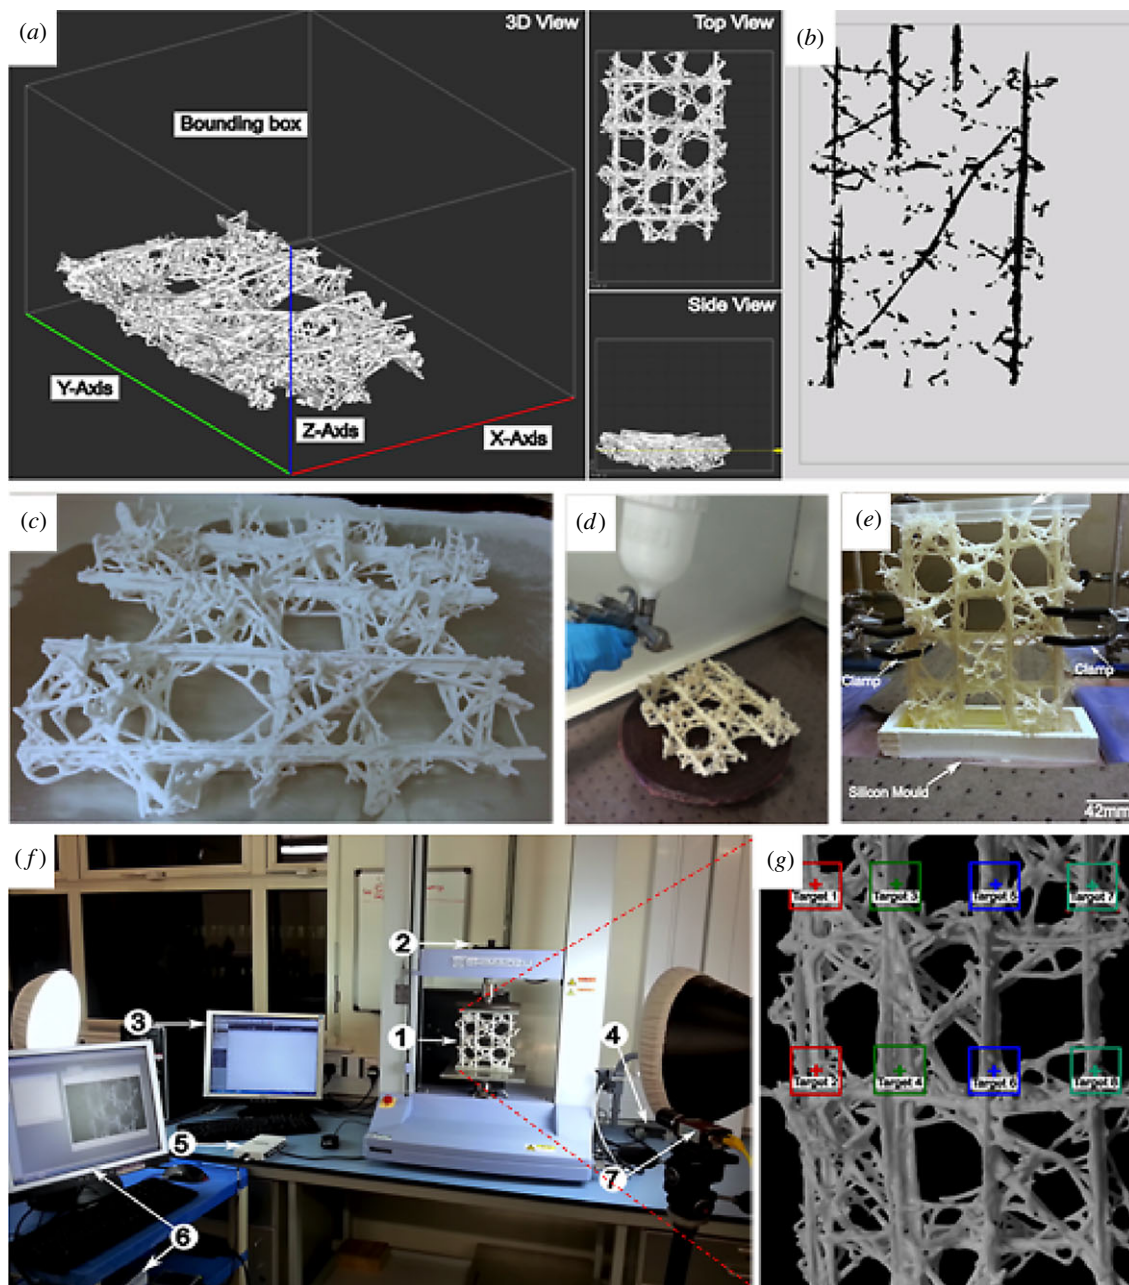 (a)
3D View
Bounding box
Y-Axis
Z-Axis
X-Axis
Top View
Side View
(b)
(c)
(d)
(e)
Clamp
Clamp
Silicon Mould
42mm
(f)
1
2
3
4
5
6
7
(g)
Target 1
Target 3
Target 5
Target 7
Target 2
Target 4
Target 6
Target 8